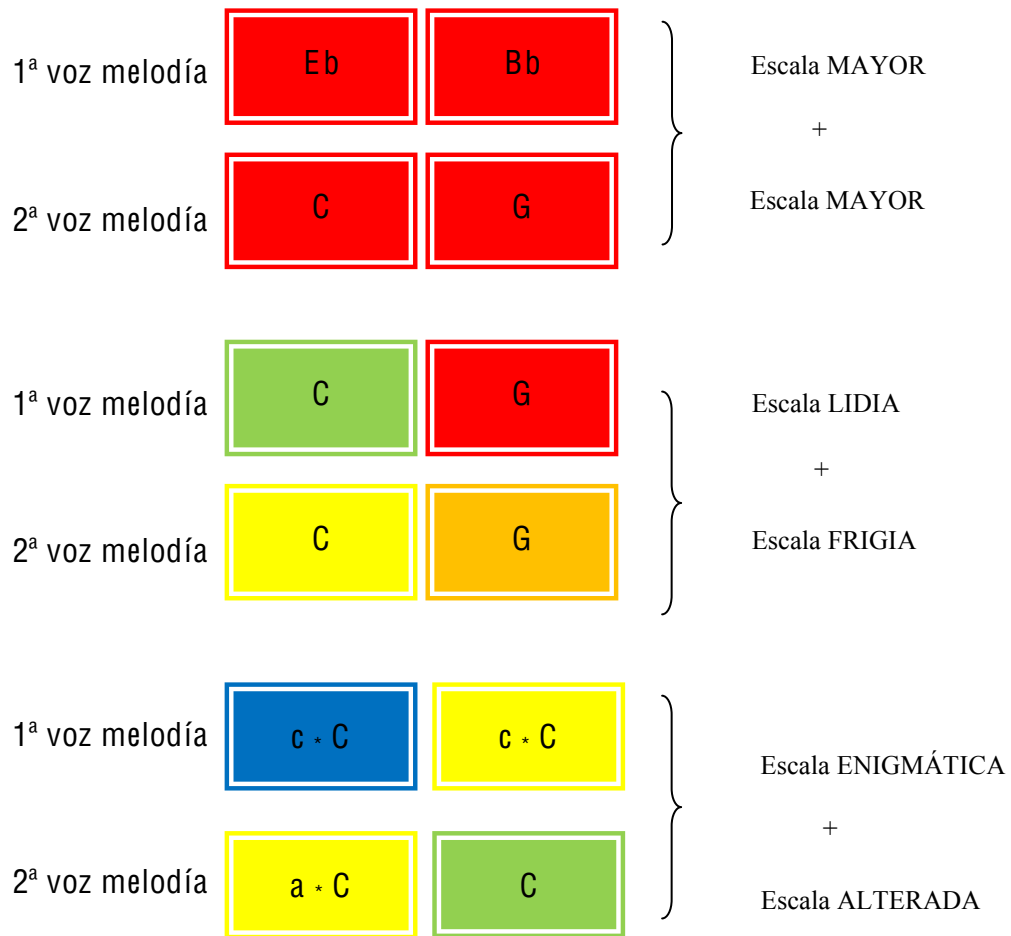 1ª voz melodía Eb Bb Escala MAYOR
+
2ª voz melodía C G Escala MAYOR
1ª voz melodía C G Escala LIDIA
+
2ª voz melodía C G Escala FRIGIA
1ª voz melodía c * C c * C Escala ENIGMÁTICA
+
2ª voz melodía a * C C Escala ALTERADA